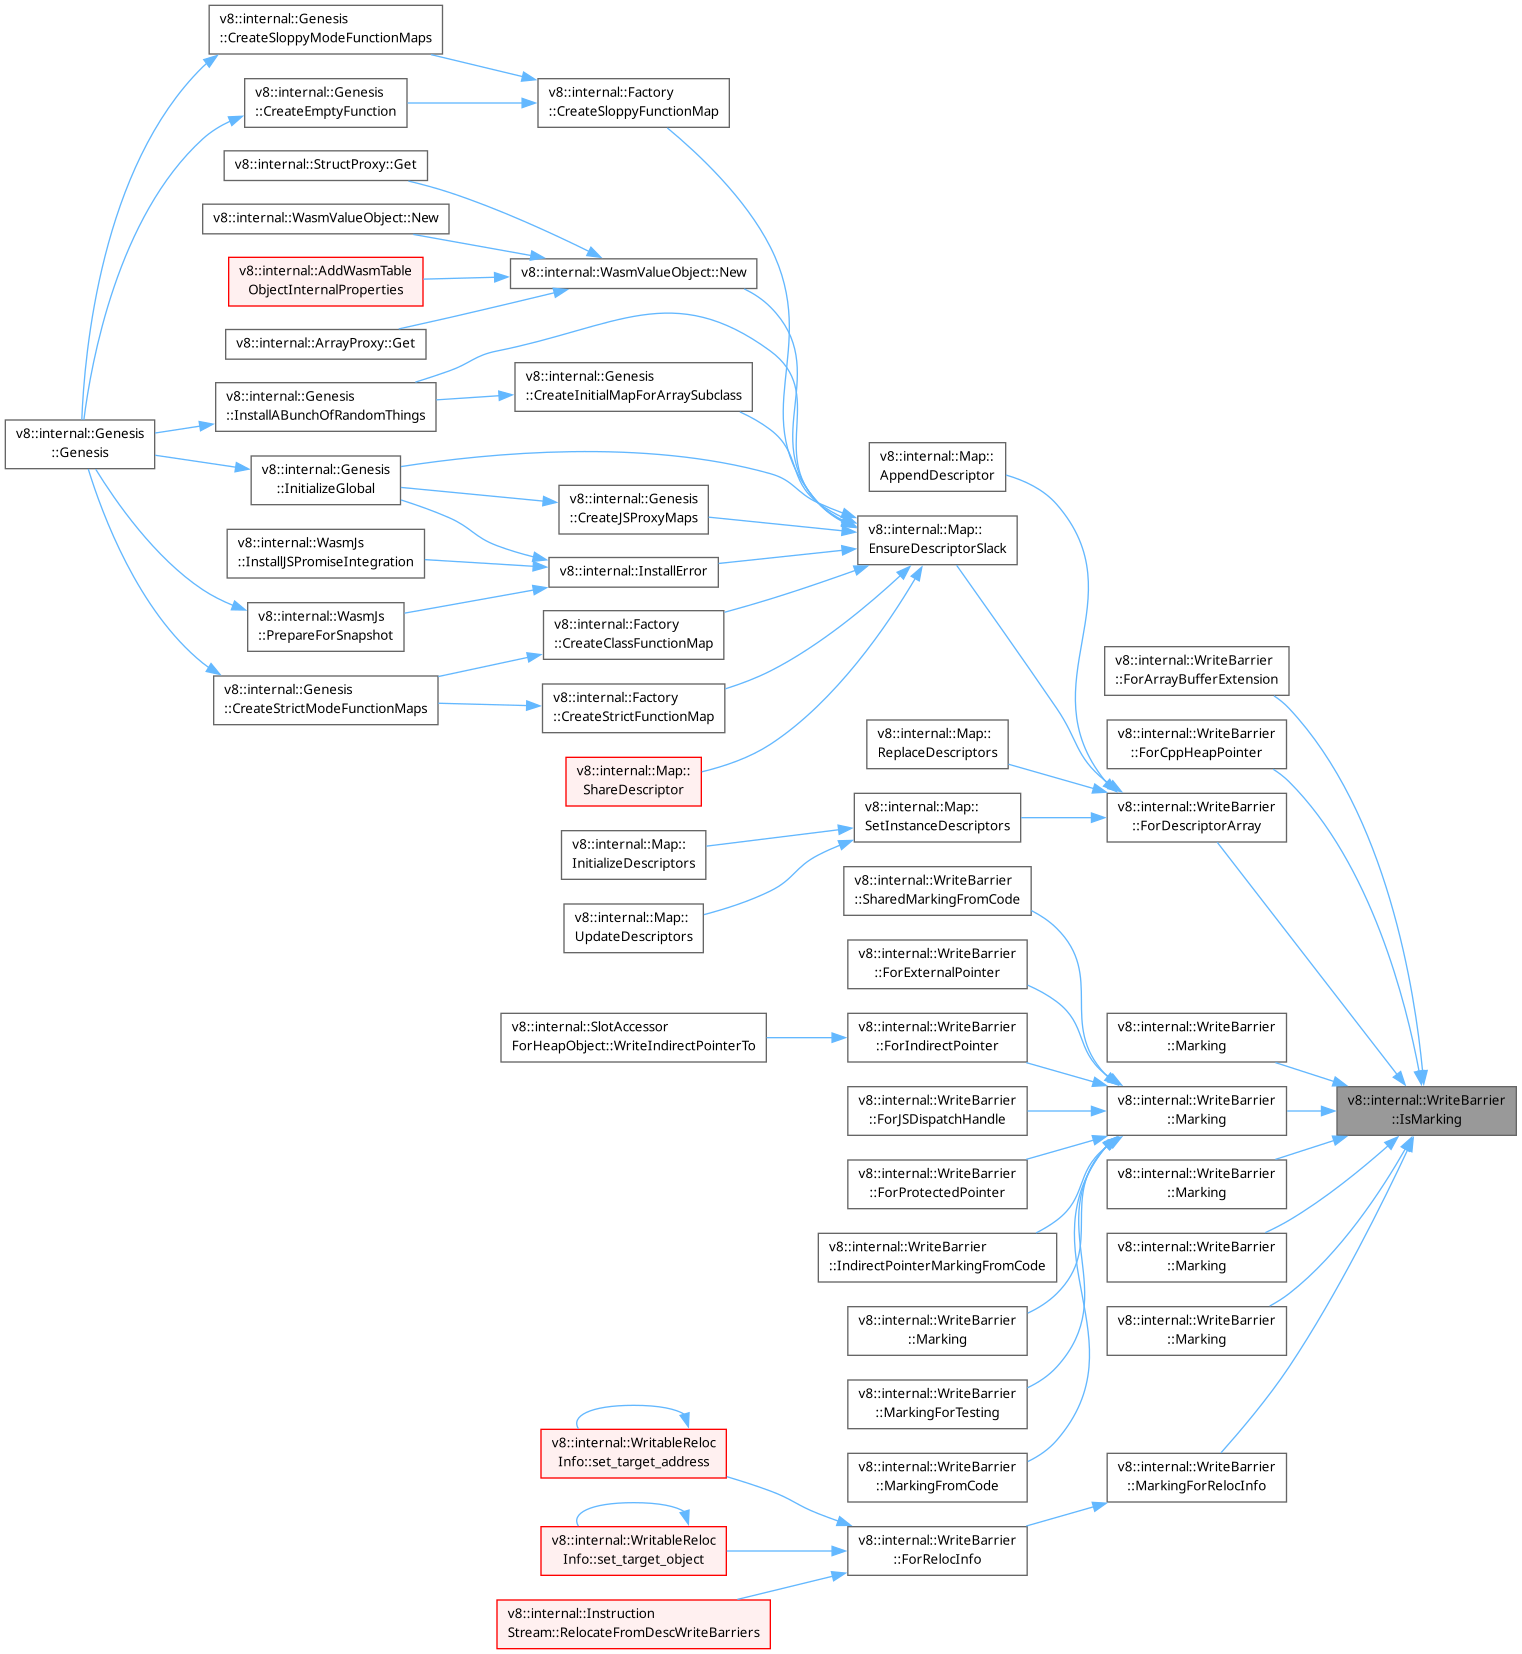 v8::internal::Genesis
::CreateSloppyModeFunctionMaps
v8::internal::Genesis
::CreateEmptyFunction
v8::internal::Factory
::CreateSloppyFunctionMap
v8::internal::StructProxy::Get
v8::internal::WasmValueObject::New
v8::internal::AddWasmTable
ObjectInternalProperties
v8::internal::WasmValueObject::New
v8::internal::ArrayProxy::Get
v8::internal::Genesis
::InstallABunchOfRandomThings
v8::internal::Genesis
::CreateInitialMapForArraySubclass
v8::internal::Genesis
::Genesis
v8::internal::Genesis
::InitializeGlobal
v8::internal::Genesis
::CreateJSProxyMaps
v8::internal::Map::
AppendDescriptor
v8::internal::Map::
EnsureDescriptorSlack
v8::internal::WasmJs
::InstallJSPromiseIntegration
v8::internal::InstallError
v8::internal::WasmJs
::PrepareForSnapshot
v8::internal::Factory
::CreateClassFunctionMap
v8::internal::Genesis
::CreateStrictModeFunctionMaps
v8::internal::Factory
::CreateStrictFunctionMap
v8::internal::Map::
ShareDescriptor
v8::internal::WriteBarrier
::ForArrayBufferExtension
v8::internal::Map::
ReplaceDescriptors
v8::internal::WriteBarrier
::ForCppHeapPointer
v8::internal::Map::
SetInstanceDescriptors
v8::internal::WriteBarrier
::ForDescriptorArray
v8::internal::Map::
InitializeDescriptors
v8::internal::Map::
UpdateDescriptors
v8::internal::WriteBarrier
::SharedMarkingFromCode
v8::internal::WriteBarrier
::ForExternalPointer
v8::internal::SlotAccessor
ForHeapObject::WriteIndirectPointerTo
v8::internal::WriteBarrier
::ForIndirectPointer
v8::internal::WriteBarrier
::Marking
v8::internal::WriteBarrier
::ForJSDispatchHandle
v8::internal::WriteBarrier
::Marking
v8::internal::WriteBarrier
::IsMarking
v8::internal::WriteBarrier
::ForProtectedPointer
v8::internal::WriteBarrier
::Marking
v8::internal::WriteBarrier
::IndirectPointerMarkingFromCode
v8::internal::WriteBarrier
::Marking
v8::internal::WriteBarrier
::Marking
v8::internal::WriteBarrier
::Marking
v8::internal::WriteBarrier
::MarkingForTesting
v8::internal::WritableReloc
Info::set_target_address
v8::internal::WriteBarrier
::MarkingFromCode
v8::internal::WriteBarrier
::MarkingForRelocInfo
v8::internal::WritableReloc
Info::set_target_object
v8::internal::WriteBarrier
::ForRelocInfo
v8::internal::Instruction
Stream::RelocateFromDescWriteBarriers